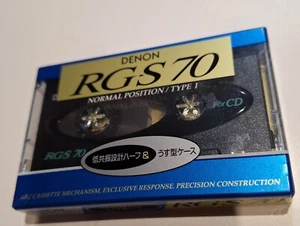 DENON
RGS 70
NORMAL POSITION / TYPE I
For CD
RGS 70
低共振設計ハーフ & うす型ケース
CASSETTE MECHANISM, EXCLUSIVE RESPONSE, PRECISION CONSTRUCTION